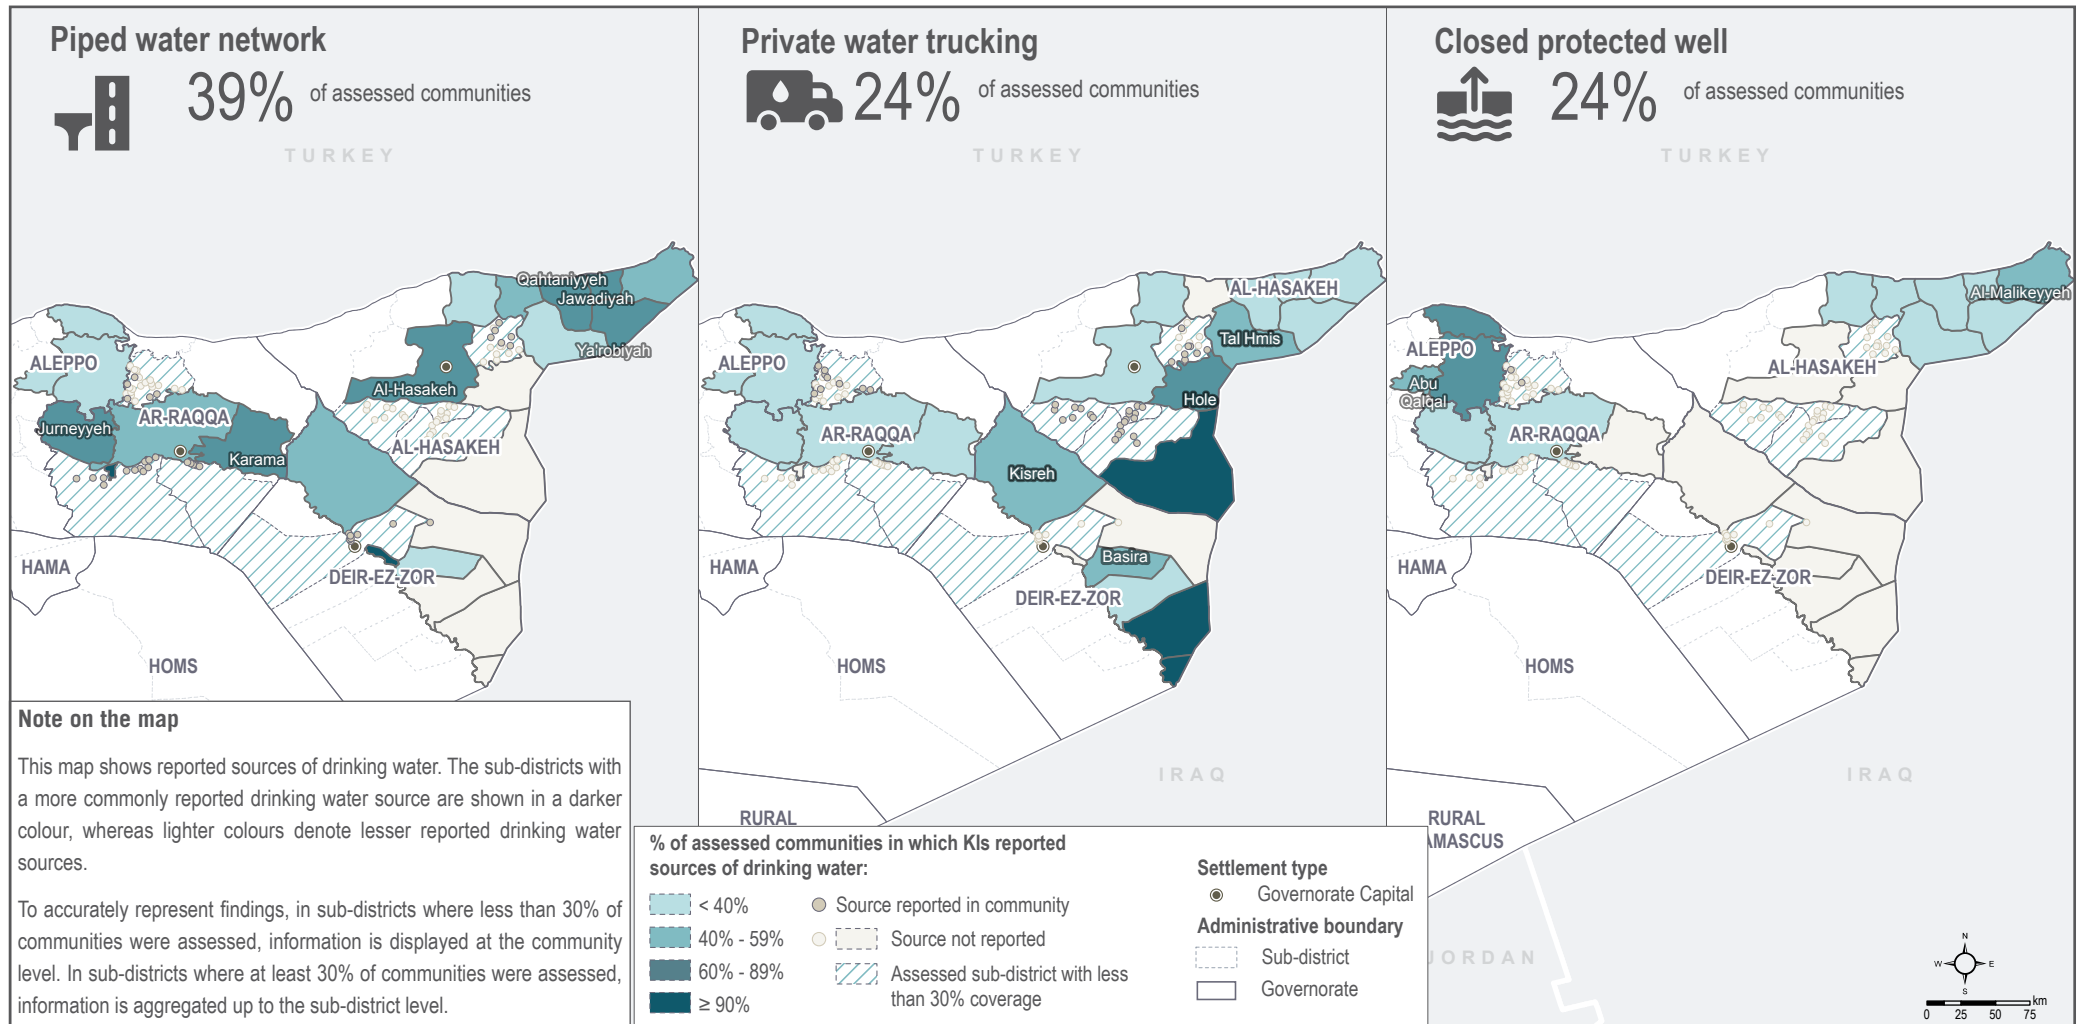 Piped water network
39% of assessed communities
TURKEY
Qahtaniyyeh
Jawadiyah
Ya'robiyah
ALEPPO
Al-Hasakeh
AR-RAQQA
Jurneyyeh
Karama
AL-HASAKEH
HAMA
DEIR-EZ-ZOR
HOMS
Private water trucking
24% of assessed communities
TURKEY
AL-HASAKEH
Tal Hmis
ALEPPO
Hole
AR-RAQQA
Kisreh
Basira
HAMA
DEIR-EZ-ZOR
HOMS
IRAQ
RURAL
Closed protected well
24% of assessed communities
TURKEY
Al-Malikeyyeh
ALEPPO
AL-HASAKEH
Abu
Qalqal
AR-RAQQA
HAMA
DEIR-EZ-ZOR
HOMS
IRAQ
RURAL
AMASCUS
JORDAN
Note on the map
This map shows reported sources of drinking water. The sub-districts with
a more commonly reported drinking water source are shown in a darker
colour, whereas lighter colours denote lesser reported drinking water
sources.
To accurately represent findings, in sub-districts where less than 30% of
communities were assessed, information is displayed at the community
level. In sub-districts where at least 30% of communities were assessed,
information is aggregated up to the sub-district level.
% of assessed communities in which KIs reported
sources of drinking water:
< 40%
40% - 59%
60% - 89%
≥ 90%
Source reported in community
Source not reported
Assessed sub-district with less
than 30% coverage
Settlement type
Governorate Capital
Administrative boundary
Sub-district
Governorate
N
W E
S
km
0 25 50 75